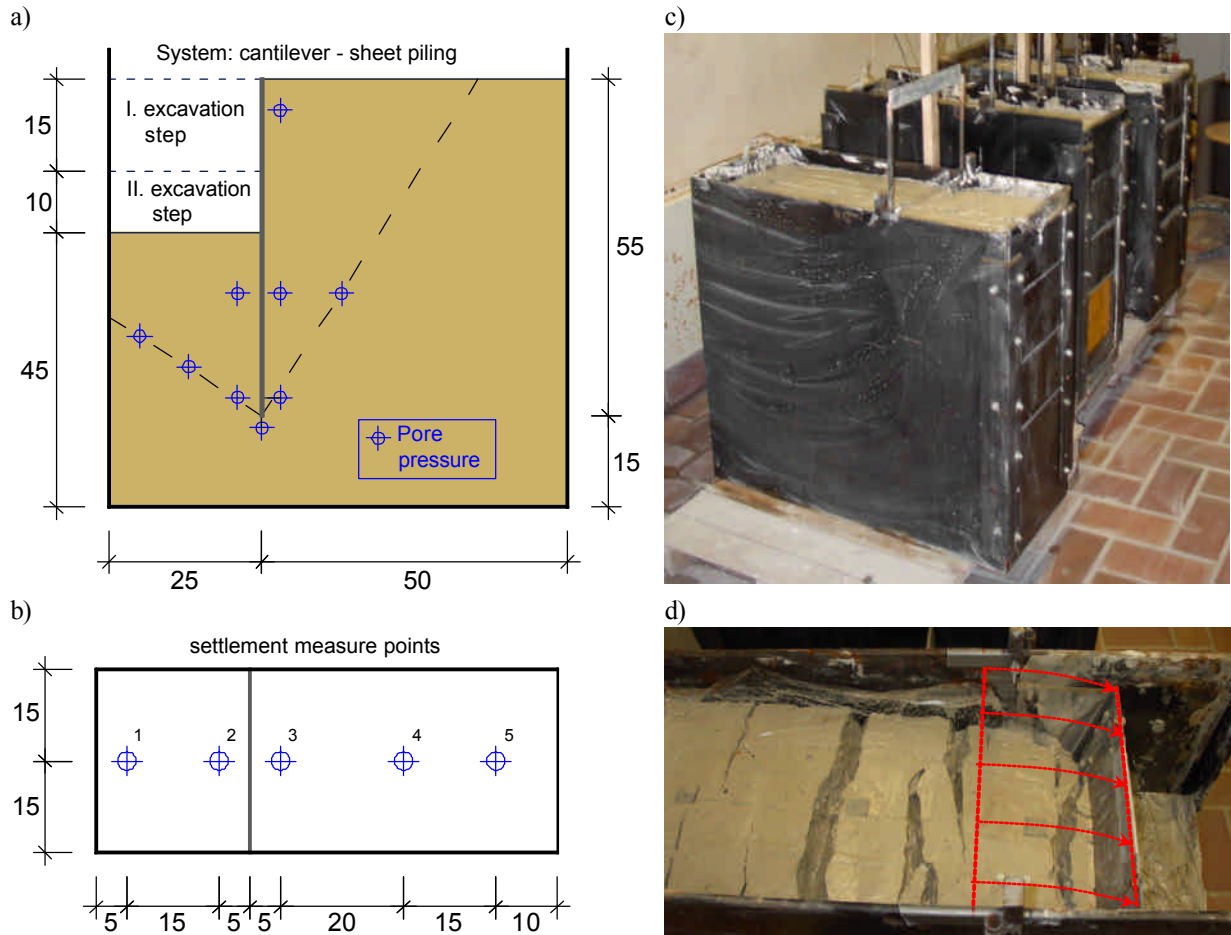 a)
System: cantilever - sheet piling
I. excavation
step
II. excavation
step
15
10
45
55
15
Pore
pressure
25
50
b)
settlement measure points
15
15
1
2
3
4
5
5
15
5
5
20
15
10
c)
d)